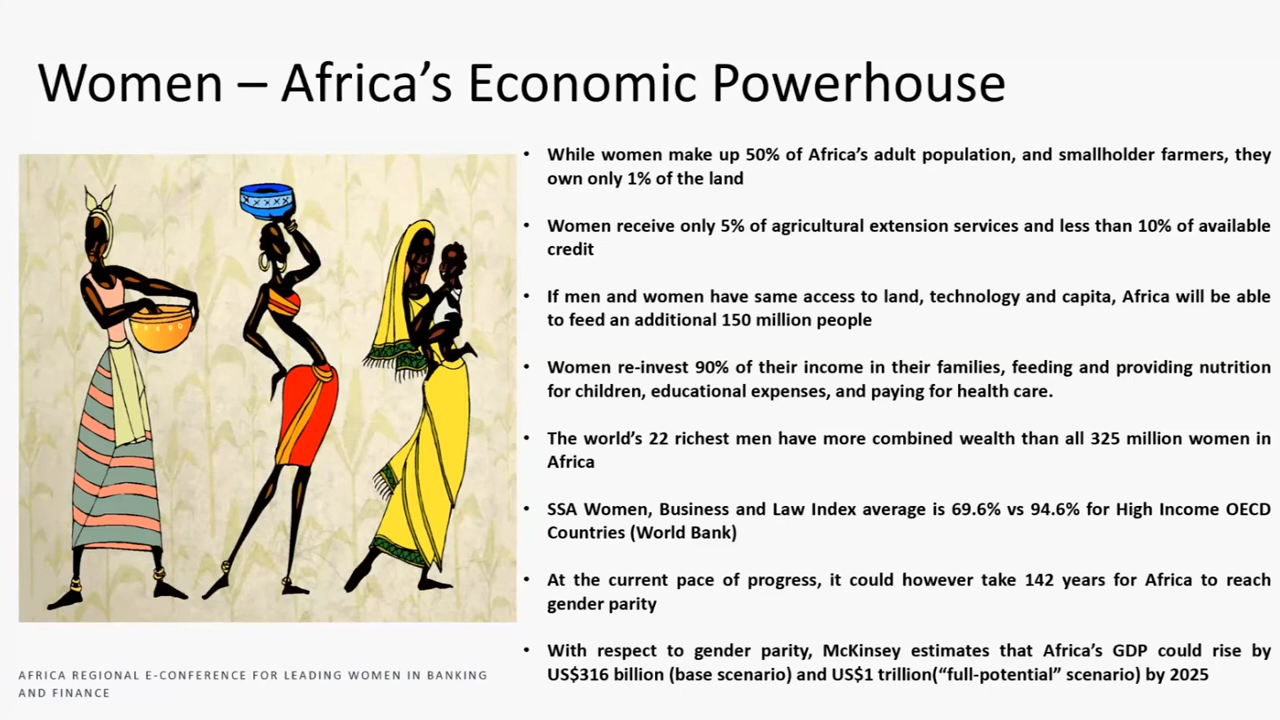 Women – Africa’s Economic Powerhouse
• While women make up 50% of Africa’s adult population, and smallholder farmers, they
own only 1% of the land
• Women receive only 5% of agricultural extension services and less than 10% of available
credit
• If men and women have same access to land, technology and capita, Africa will be able
to feed an additional 150 million people
• Women re-invest 90% of their income in their families, feeding and providing nutrition
for children, educational expenses, and paying for health care.
• The world’s 22 richest men have more combined wealth than all 325 million women in
Africa
• SSA Women, Business and Law Index average is 69.6% vs 94.6% for High Income OECD
Countries (World Bank)
• At the current pace of progress, it could however take 142 years for Africa to reach
gender parity
• With respect to gender parity, McKinsey estimates that Africa’s GDP could rise by
US$316 billion (base scenario) and US$1 trillion(“full-potential” scenario) by 2025
AFRICA REGIONAL E-CONFERENCE FOR LEADING WOMEN IN BANKING
AND FINANCE